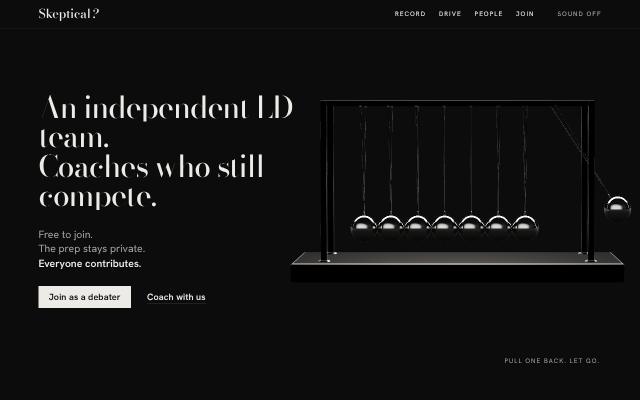 Skeptical?
RECORD DRIVE PEOPLE JOIN SOUND OFF
An independent LD
team.
Coaches who still
compete.
Free to join.
The prep stays private.
Everyone contributes.
Join as a debater Coach with us
PULL ONE BACK. LET GO.